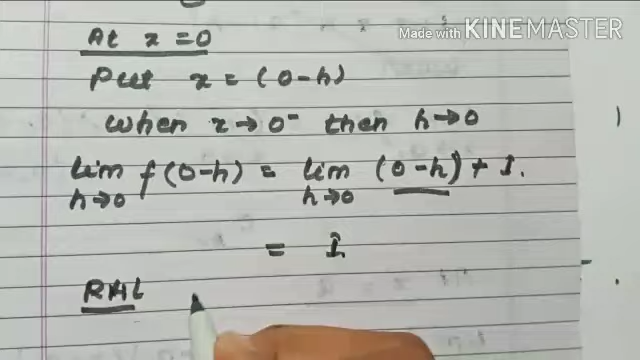 Made with KINEMASTER
At x = 0
Put x = (0-h)
When x → 0⁻ then h → 0
lim f(0-h) = lim (0-h) + 1.
h→0 h→0
= 1
RHL